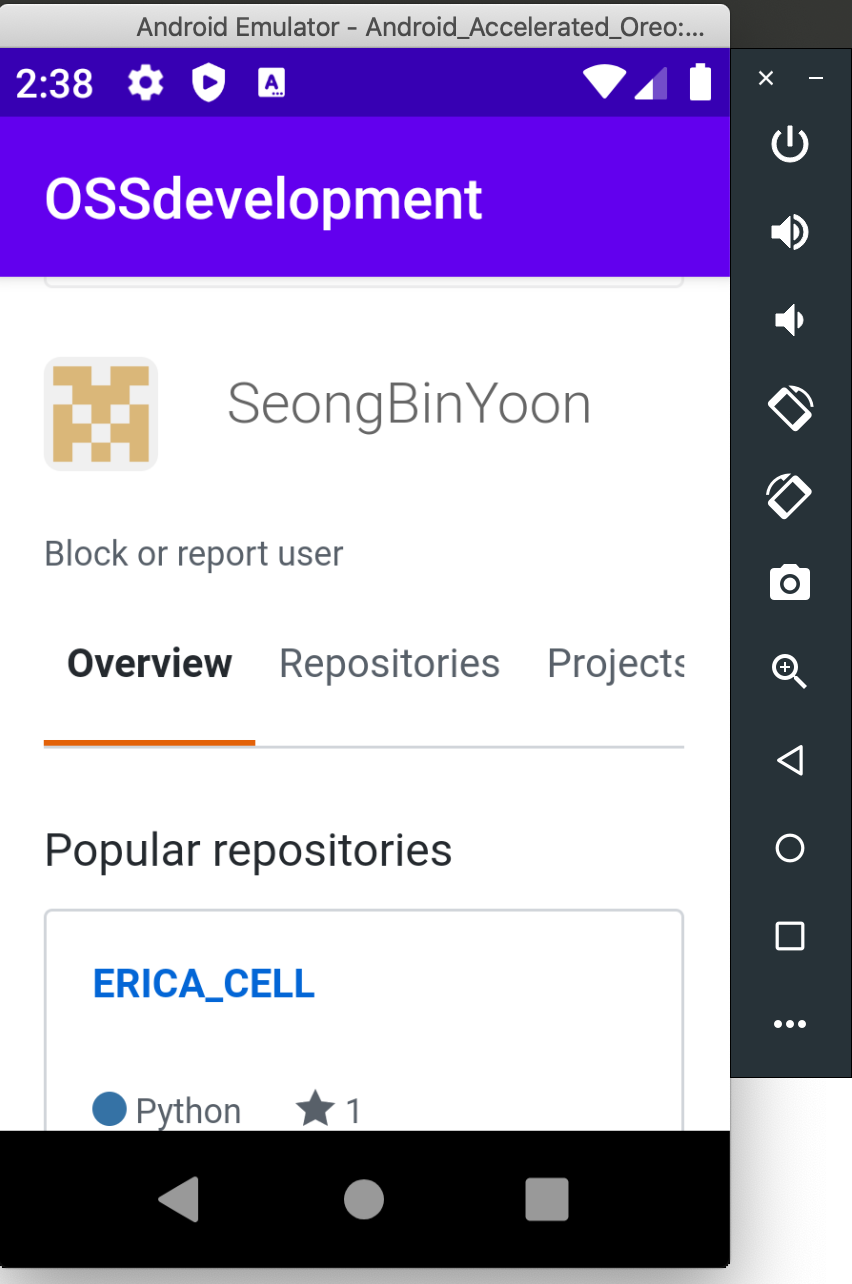 Android Emulator - Android_Accelerated_Oreo:...
2:38
A
OSSdevelopment
SeongBinYoon
Block or report user
Overview Repositories Projects
Popular repositories
ERICA_CELL
Python 1